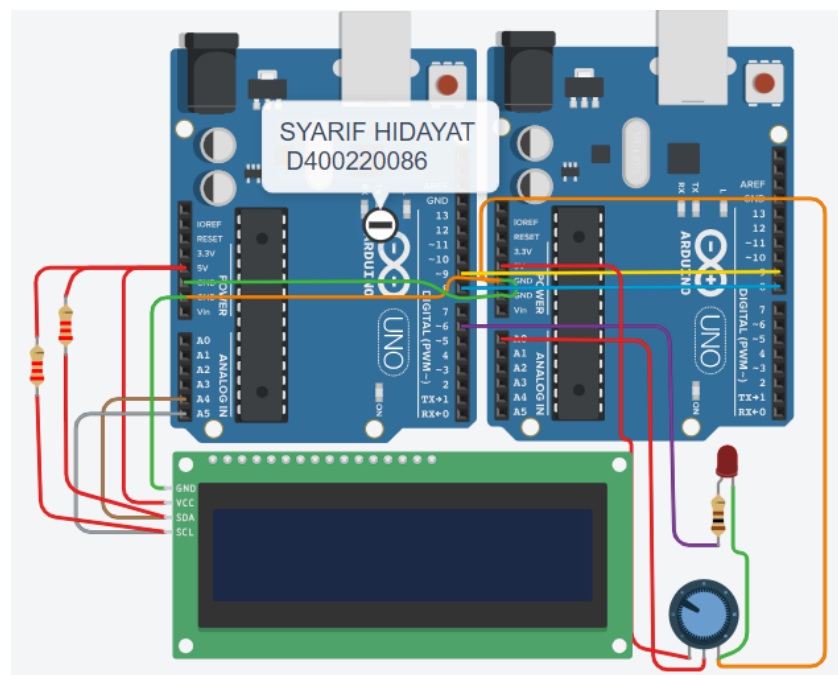 SYARIF HIDAYAT
D400220086
AREF
GND
13
12
~11
~10
~9
8
7
~6
~5
4
~3
2
TX→1
RX←0
DIGITAL (PWM~)
IOREF
RESET
3.3V
5V
GND
GND
Vin
POWER
A0
A1
A2
A3
A4
A5
ANALOG IN
ARDUINO
UNO
ON
RX
TX
L
AREF
GND
13
12
~11
~10
7
~6
~5
4
~3
2
TX→1
RX←0
DIGITAL (PWM~)
IOREF
RESET
3.3V
5V
GND
GND
Vin
POWER
A0
A1
A2
A3
A4
A5
ANALOG IN
ARDUINO
UNO
ON
GND
VCC
SDA
SCL